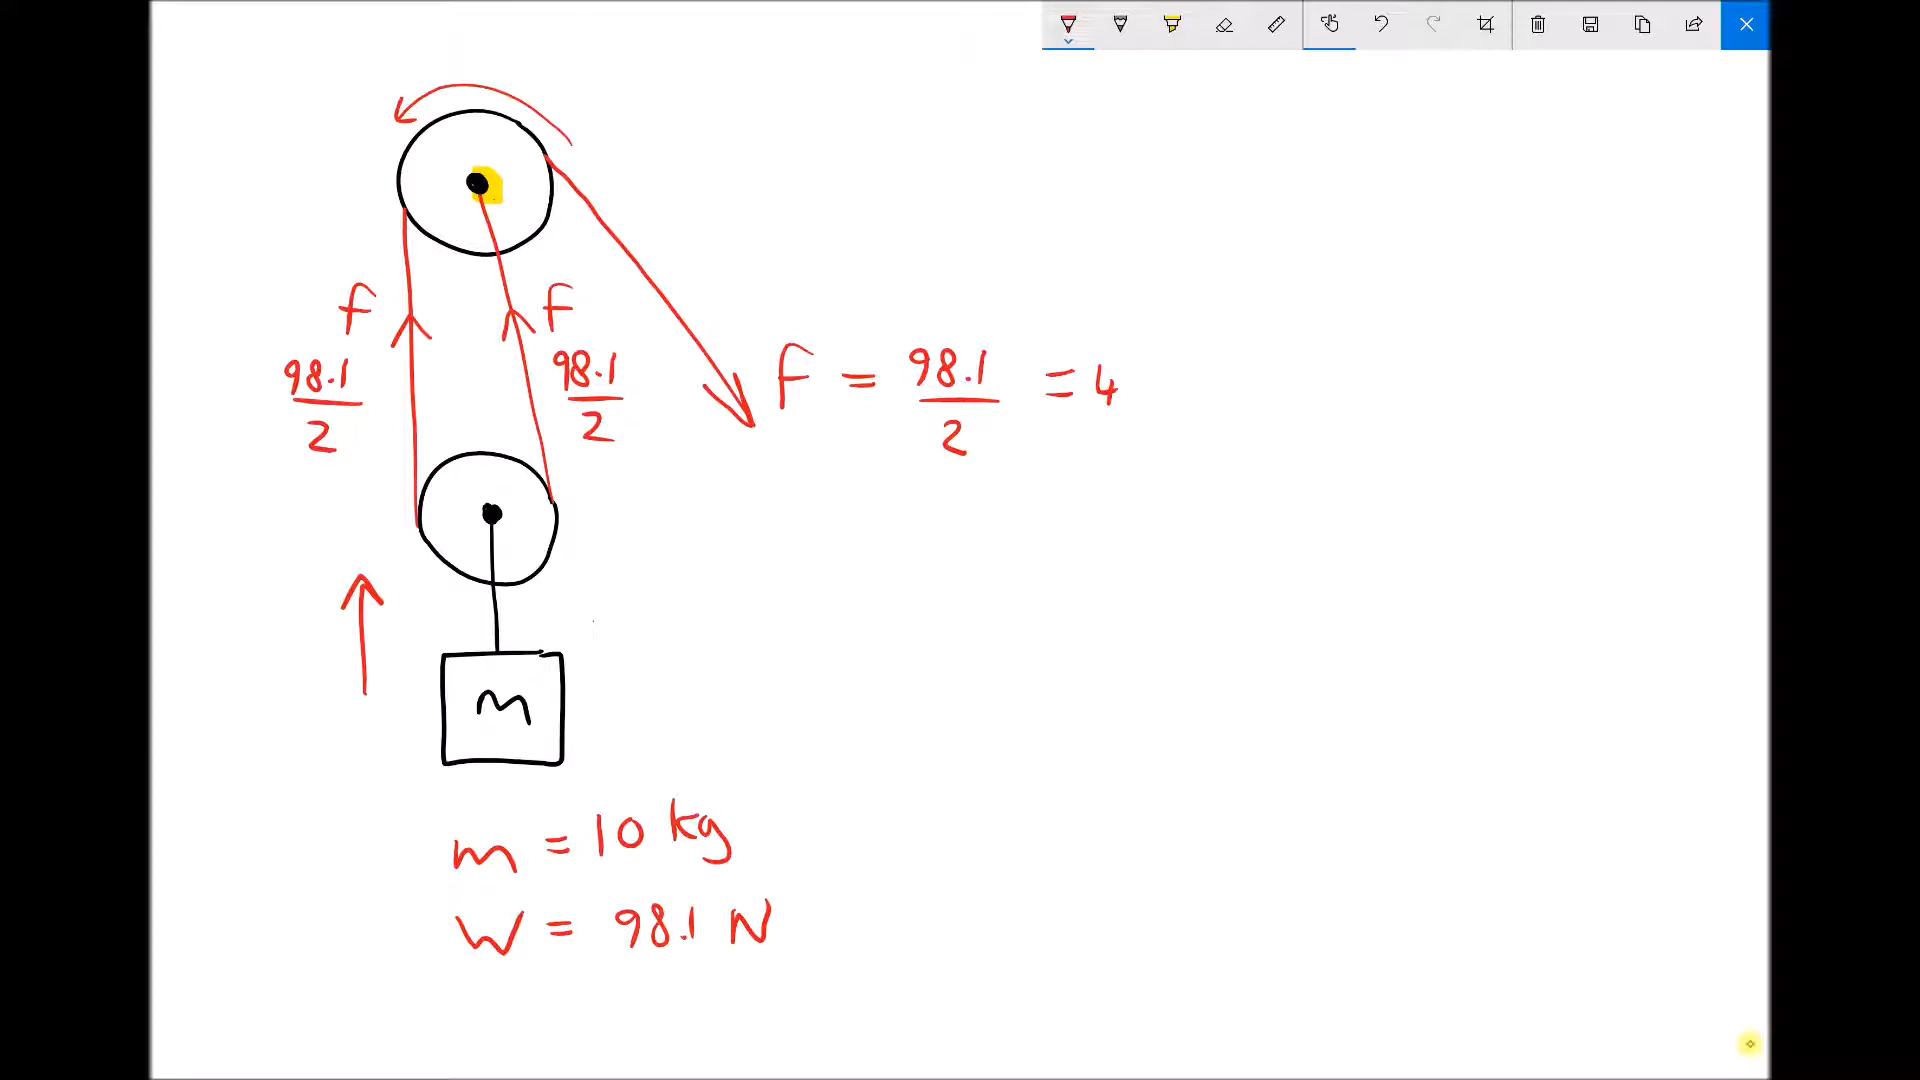 F F
98.1/2 98.1/2 F = 98.1/2 = 4
m
m = 10 kg
W = 98.1 N